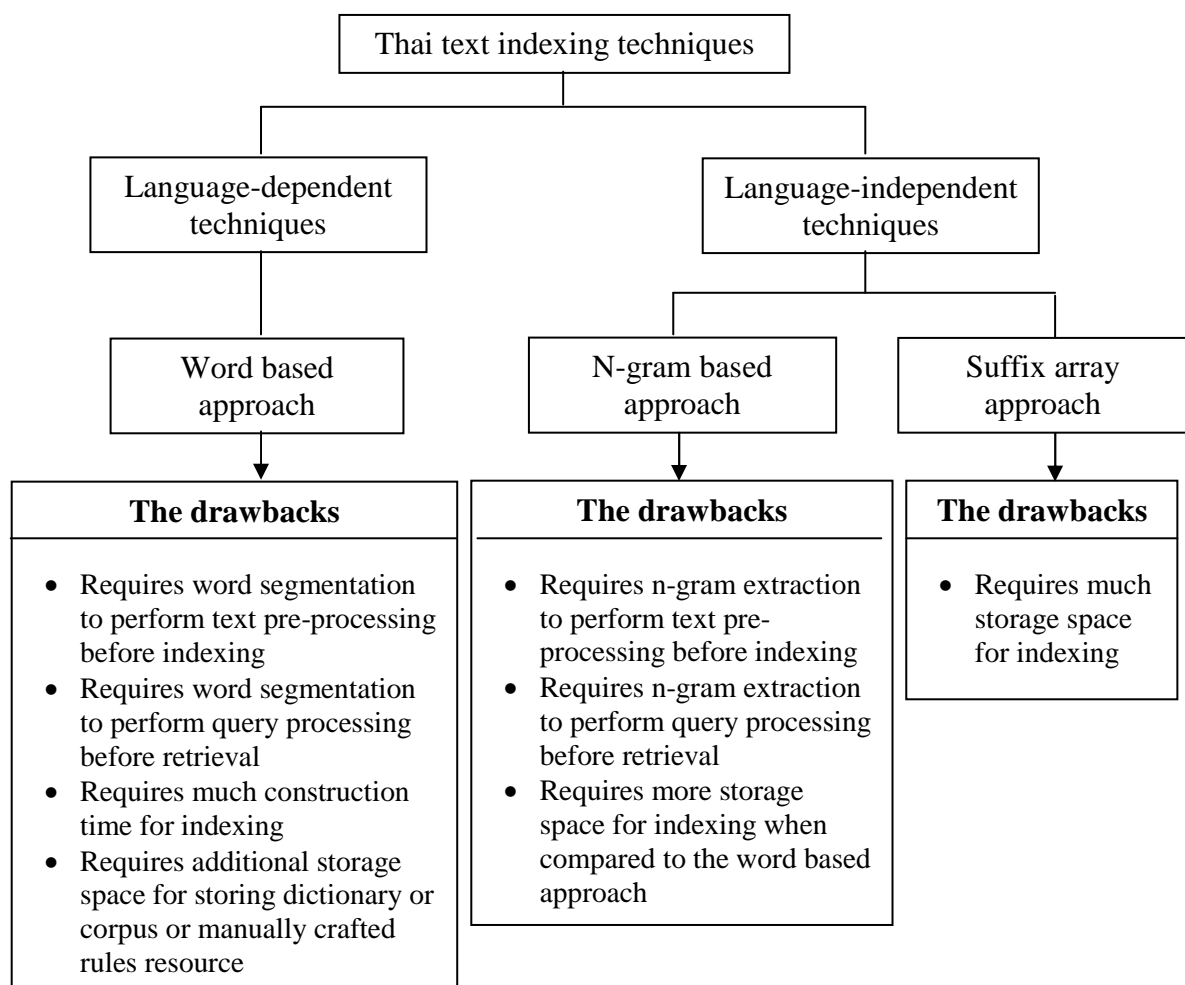 Thai text indexing techniques
Language-dependent
techniques
Language-independent
techniques
Word based
approach
N-gram based
approach
Suffix array
approach
The drawbacks
• Requires word segmentation
to perform text pre-processing
before indexing
• Requires word segmentation
to perform query processing
before retrieval
• Requires much construction
time for indexing
• Requires additional storage
space for storing dictionary or
corpus or manually crafted
rules resource
The drawbacks
• Requires n-gram extraction
to perform text pre-
processing before indexing
• Requires n-gram extraction
to perform query processing
before retrieval
• Requires more storage
space for indexing when
compared to the word based
approach
The drawbacks
• Requires much
storage space
for indexing